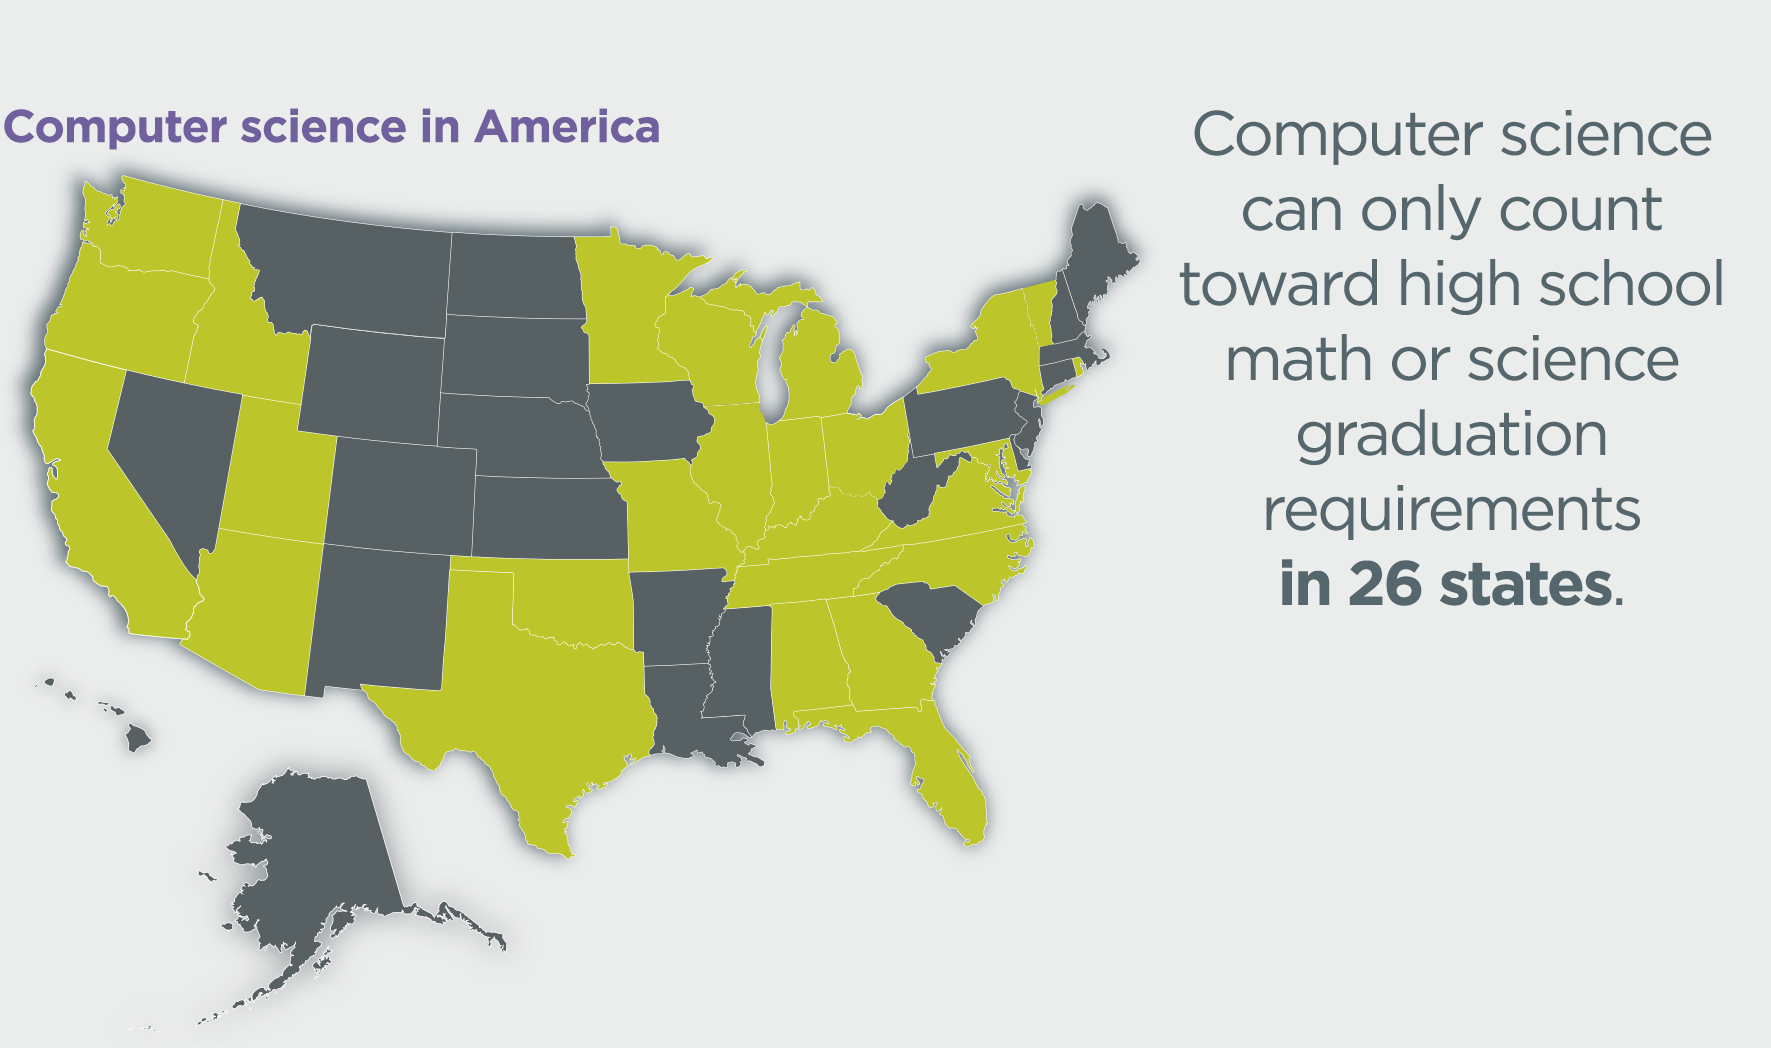 Computer science in America
Computer science
can only count
toward high school
math or science
graduation
requirements
in 26 states.